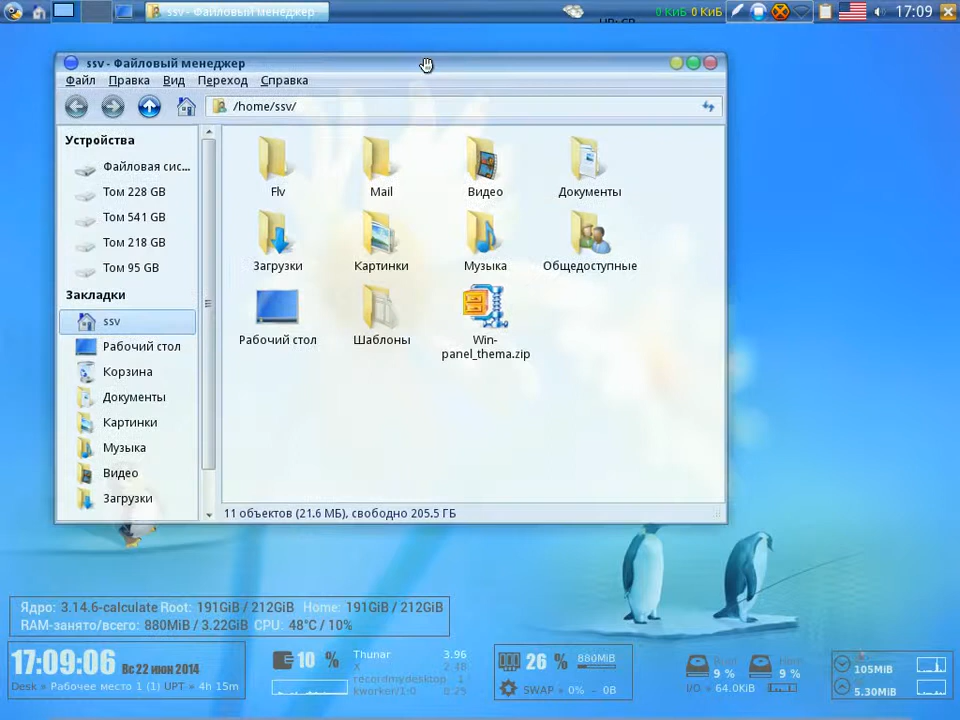 ssv - Файловый менеджер
0 КиБ 0 КиБ
17:09
ssv - Файловый менеджер
Файл Правка Вид Переход Справка
/home/ssv/
Устройства
Файловая сис...
Том 228 GB
Том 541 GB
Том 218 GB
Том 95 GB
Закладки
ssv
Рабочий стол
Корзина
Документы
Картинки
Музыка
Видео
Загрузки
Flv
Mail
Видео
Документы
Загрузки
Картинки
Музыка
Общедоступные
Рабочий стол
Шаблоны
Win-
panel_thema.zip
11 объектов (21.6 МБ), свободно 205.5 ГБ
Ядро: 3.14.6-calculate Root: 191GiB / 212GiB Home: 191GiB / 212GiB
RAM-занято/всего: 880MiB / 3.22GiB CPU: 48°C / 10%
17:09:06 Вс 22 июн 2014
Desk » Рабочее место 1 (1) UPT » 4h 15m
10 %
Thunar 3.96
X 2.48
recordmydesktop 1
kworker/1:0 8.29
26 % 880MiB
SWAP » 0% - 0B
Root
9 %
Home
9 %
I/O » 64.0KiB
105MiB
5.30MiB